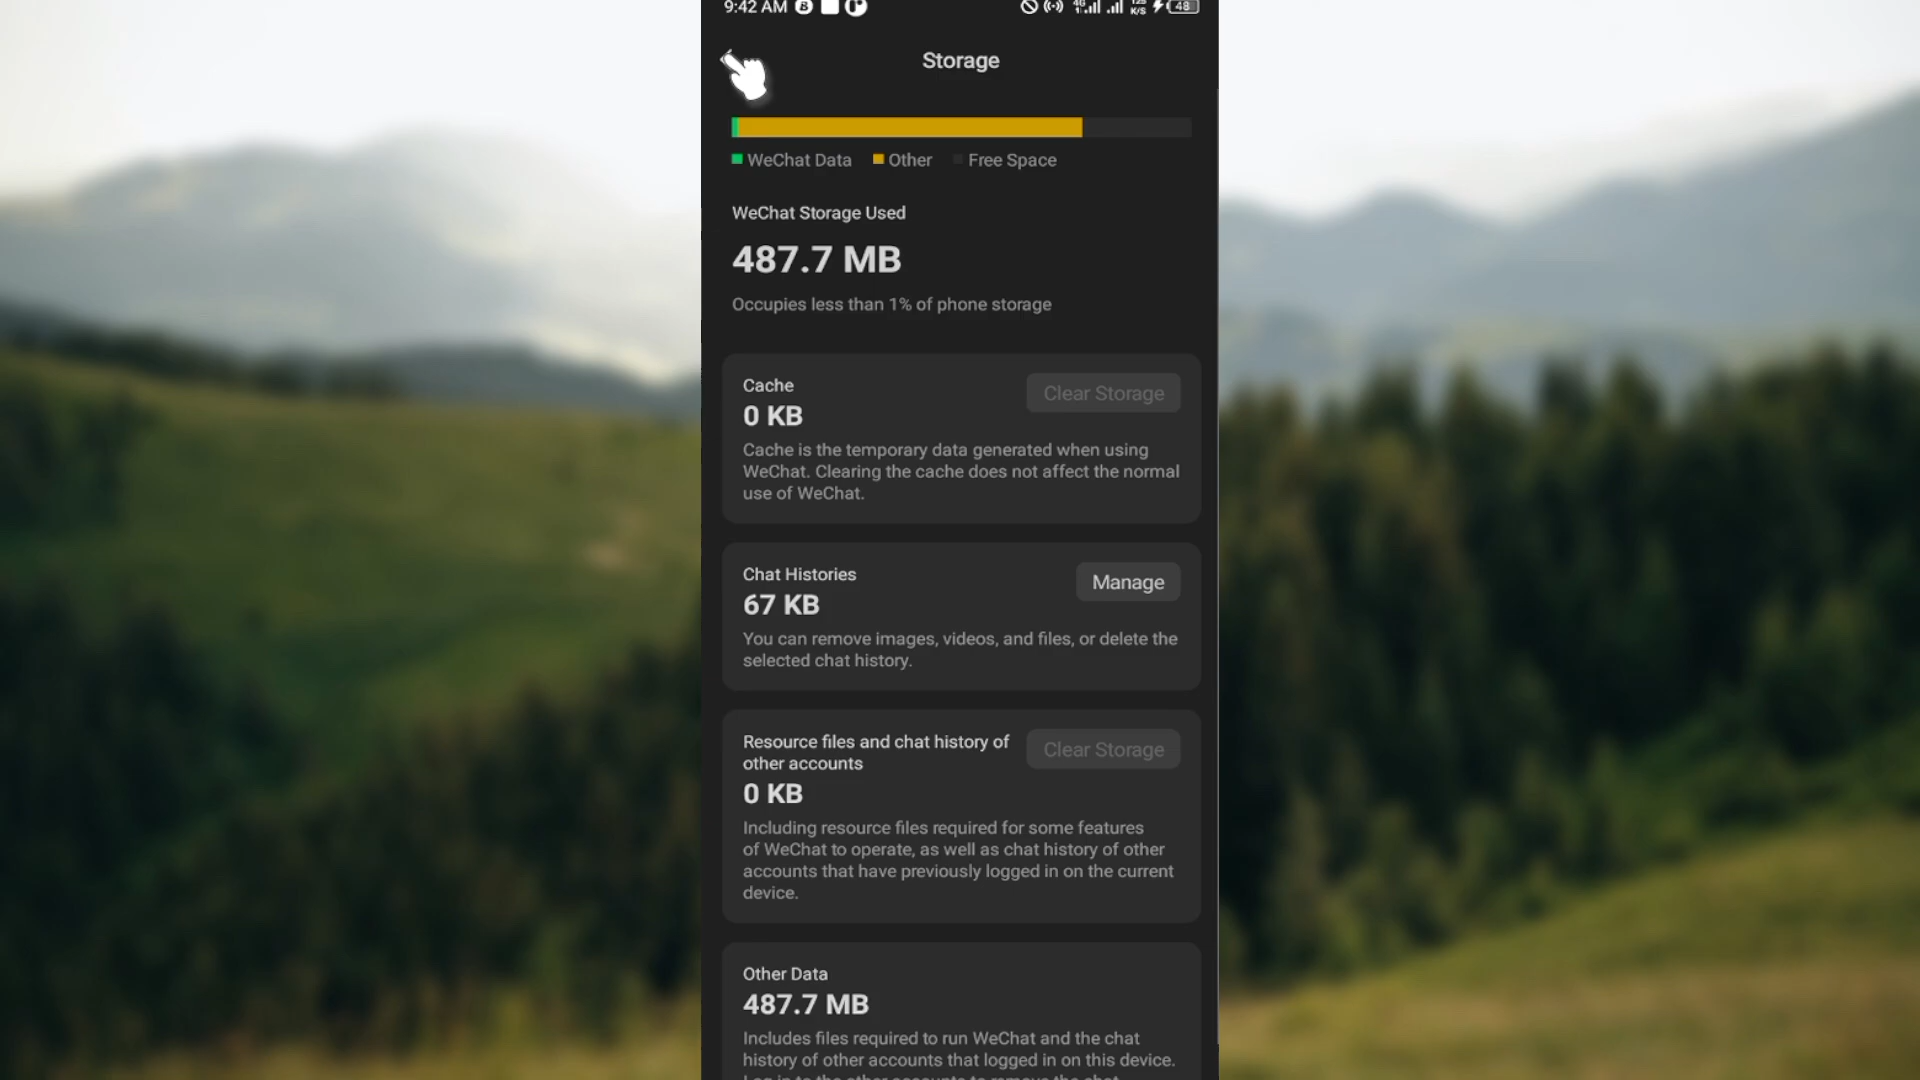 9:42 AM 48
Storage
WeChat Data Other Free Space
WeChat Storage Used
487.7 MB
Occupies less than 1% of phone storage
Cache
Clear Storage
0 KB
Cache is the temporary data generated when using
WeChat. Clearing the cache does not affect the normal
use of WeChat.
Chat Histories
Manage
67 KB
You can remove images, videos, and files, or delete the
selected chat history.
Resource files and chat history of
other accounts
Clear Storage
0 KB
Including resource files required for some features
of WeChat to operate, as well as chat history of other
accounts that have previously logged in on the current
device.
Other Data
487.7 MB
Includes files required to run WeChat and the chat
history of other accounts that logged in on this device.